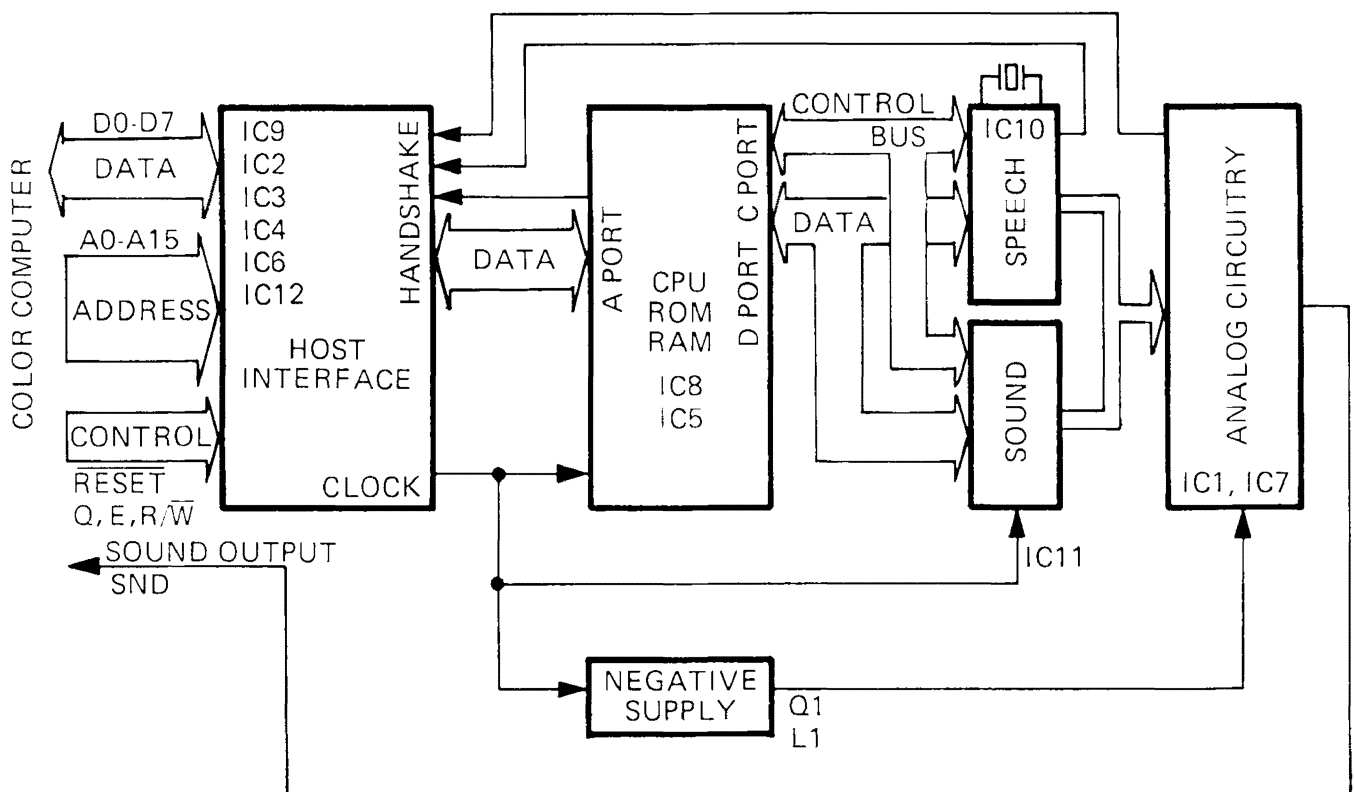 COLOR COMPUTER
D0-D7
DATA
A0-A15
ADDRESS
CONTROL
RESET
Q, E, R/W
SOUND OUTPUT
SND
IC9
IC2
IC3
IC4
IC6
IC12
HOST
INTERFACE
HANDSHAKE
CLOCK
DATA
A PORT
CPU
ROM
RAM
IC8
IC5
C PORT
D PORT
CONTROL
BUS
DATA
IC10
SPEECH
SOUND
IC11
ANALOG CIRCUITRY
IC1, IC7
NEGATIVE
SUPPLY
Q1
L1